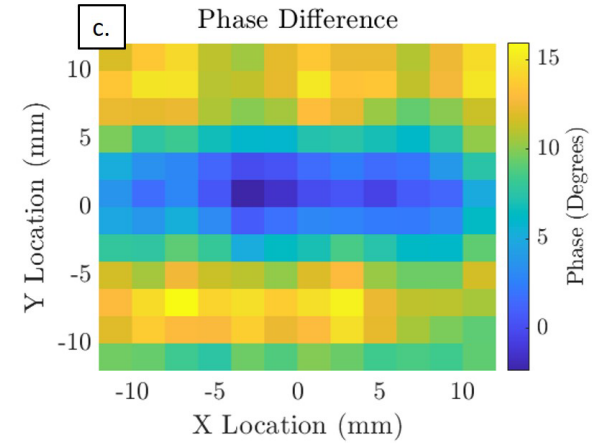 c.
Phase Difference
10
5
0
-5
-10
Y Location (mm)
-10 -5 0 5 10
X Location (mm)
15
10
5
0
Phase (Degrees)